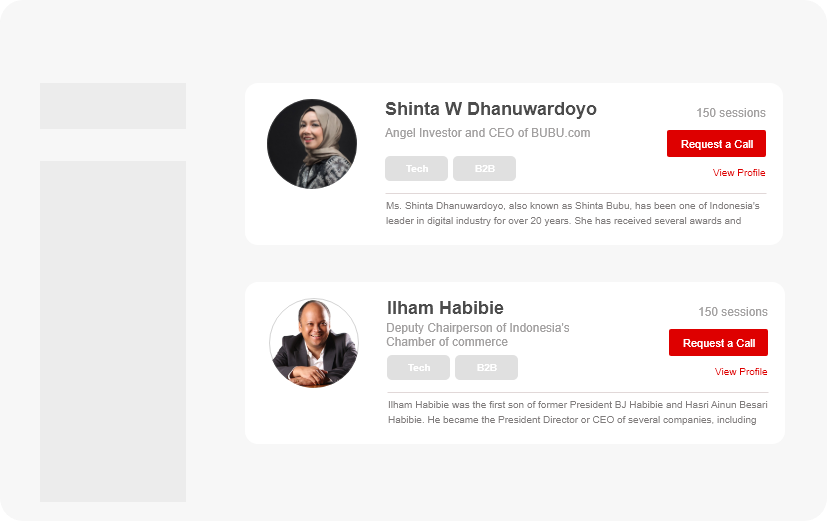 Shinta W Dhanuwardoyo
150 sessions
Angel Investor and CEO of BUBU.com
Request a Call
Tech
B2B
View Profile
Ms. Shinta Dhanuwardoyo, also known as Shinta Bubu, has been one of Indonesia's
leader in digital industry for over 20 years. She has received several awards and
Ilham Habibie
150 sessions
Deputy Chairperson of Indonesia's
Chamber of commerce
Request a Call
Tech
B2B
View Profile
Ilham Habibie was the first son of former President BJ Habibie and Hasri Ainun Besari
Habibie. He became the President Director or CEO of several companies, including